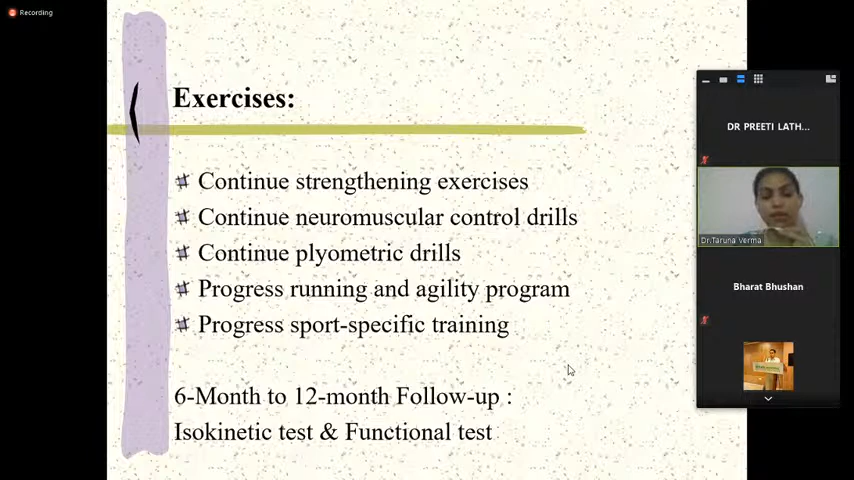 Recording
Exercises:
Continue strengthening exercises
Continue neuromuscular control drills
Continue plyometric drills
Progress running and agility program
Progress sport-specific training
6-Month to 12-month Follow-up :
Isokinetic test & Functional test
DR PREETI LATH...
Dr.Taruna Verma
Bharat Bhushan